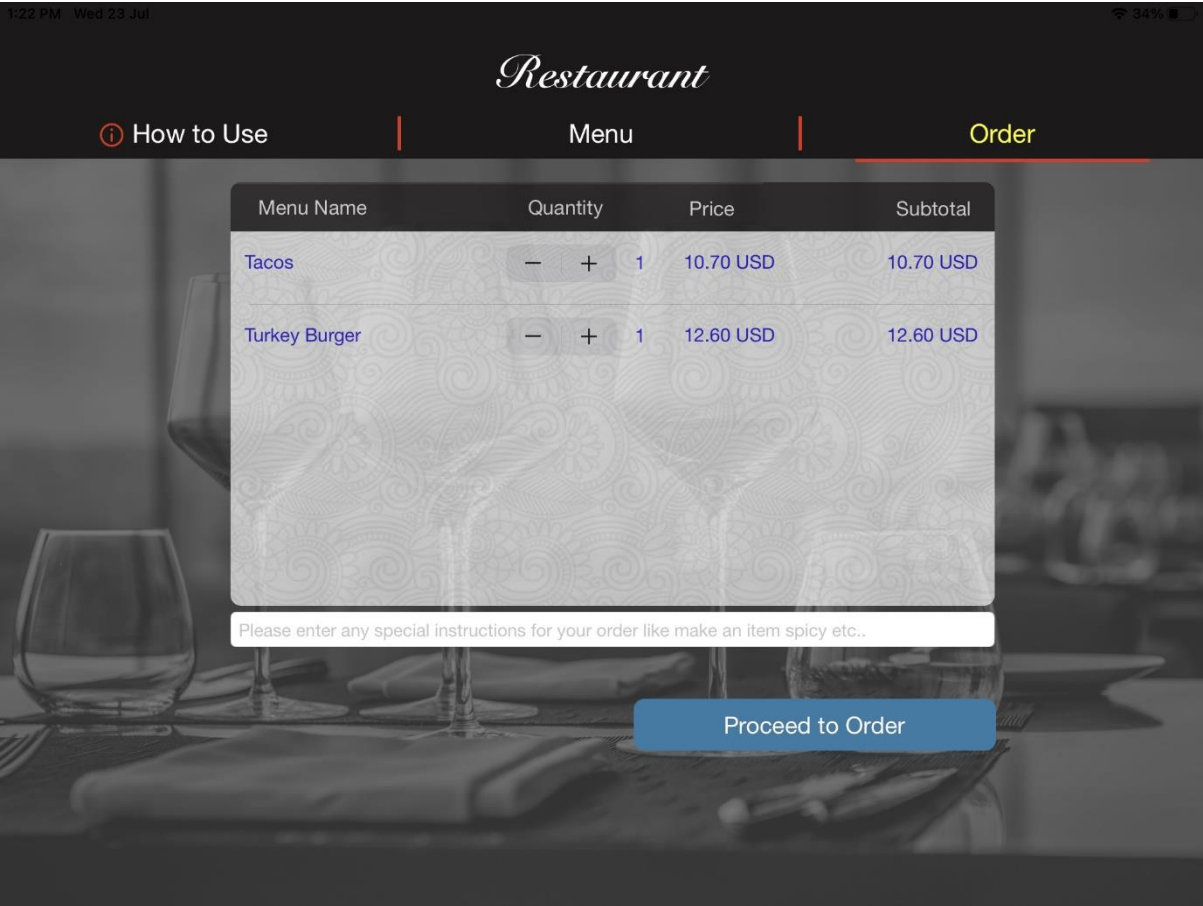 1:22 PM Wed 23 Jul 34%
Restaurant
How to Use Menu Order
Menu Name Quantity Price Subtotal
Tacos − + 1 10.70 USD 10.70 USD
Turkey Burger − + 1 12.60 USD 12.60 USD
Please enter any special instructions for your order like make an item spicy etc..
Proceed to Order